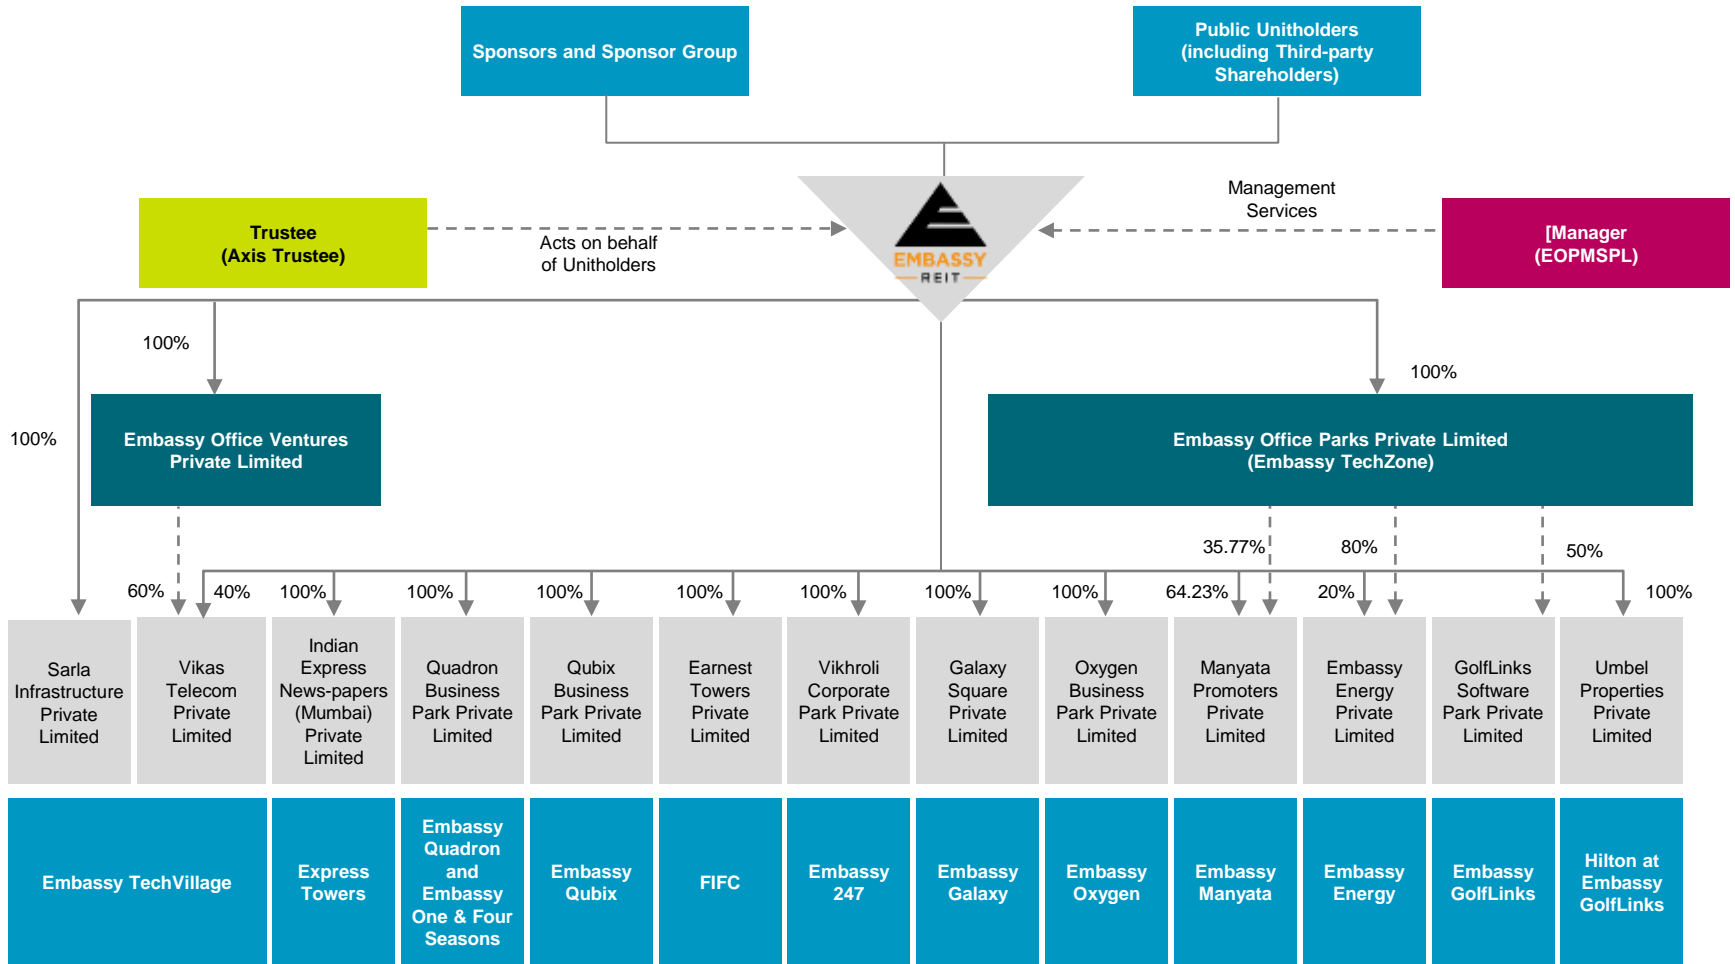 Sponsors and Sponsor Group
Public Unitholders
(including Third-party
Shareholders)
Trustee
(Axis Trustee)
Acts on behalf
of Unitholders
EMBASSY
REIT
Management
Services
[Manager
(EOPMSPL)
100%
100%
100%
Embassy Office Ventures
Private Limited
Embassy Office Parks Private Limited
(Embassy TechZone)
35.77%
80%
50%
60%
40%
100%
100%
100%
100%
100%
100%
100%
64.23%
20%
100%
Sarla
Infrastructure
Private
Limited
Vikas
Telecom
Private
Limited
Indian
Express
News-papers
(Mumbai)
Private
Limited
Quadron
Business
Park Private
Limited
Qubix
Business
Park Private
Limited
Earnest
Towers
Private
Limited
Vikhroli
Corporate
Park Private
Limited
Galaxy
Square
Private
Limited
Oxygen
Business
Park Private
Limited
Manyata
Promoters
Private
Limited
Embassy
Energy
Private
Limited
GolfLinks
Software
Park Private
Limited
Umbel
Properties
Private
Limited
Embassy TechVillage
Express
Towers
Embassy
Quadron
and
Embassy
One & Four
Seasons
Embassy
Qubix
FIFC
Embassy
247
Embassy
Galaxy
Embassy
Oxygen
Embassy
Manyata
Embassy
Energy
Embassy
GolfLinks
Hilton at
Embassy
GolfLinks